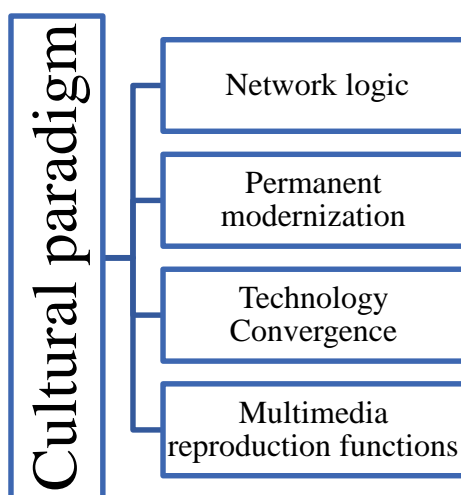 Cultural paradigm
Network logic
Permanent
modernization
Technology
Convergence
Multimedia
reproduction functions